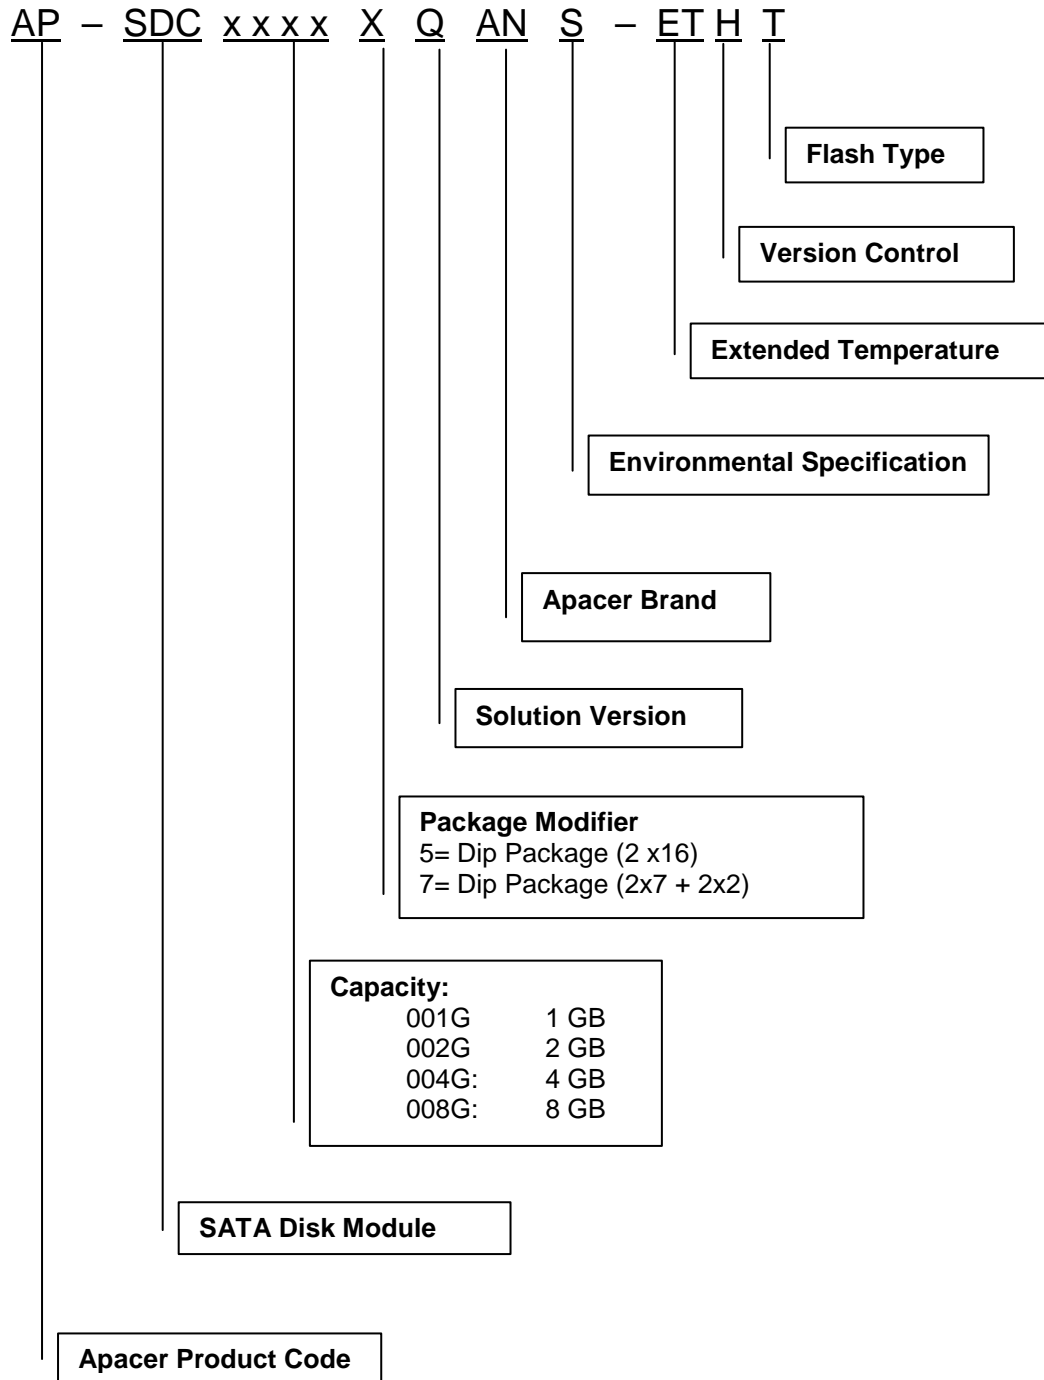 AP – SDC x x x x X Q AN S – ET H T
Flash Type
Version Control
Extended Temperature
Environmental Specification
Apacer Brand
Solution Version
Package Modifier
5= Dip Package (2 x16)
7= Dip Package (2x7 + 2x2)
Capacity:
001G 1 GB
002G 2 GB
004G: 4 GB
008G: 8 GB
SATA Disk Module
Apacer Product Code